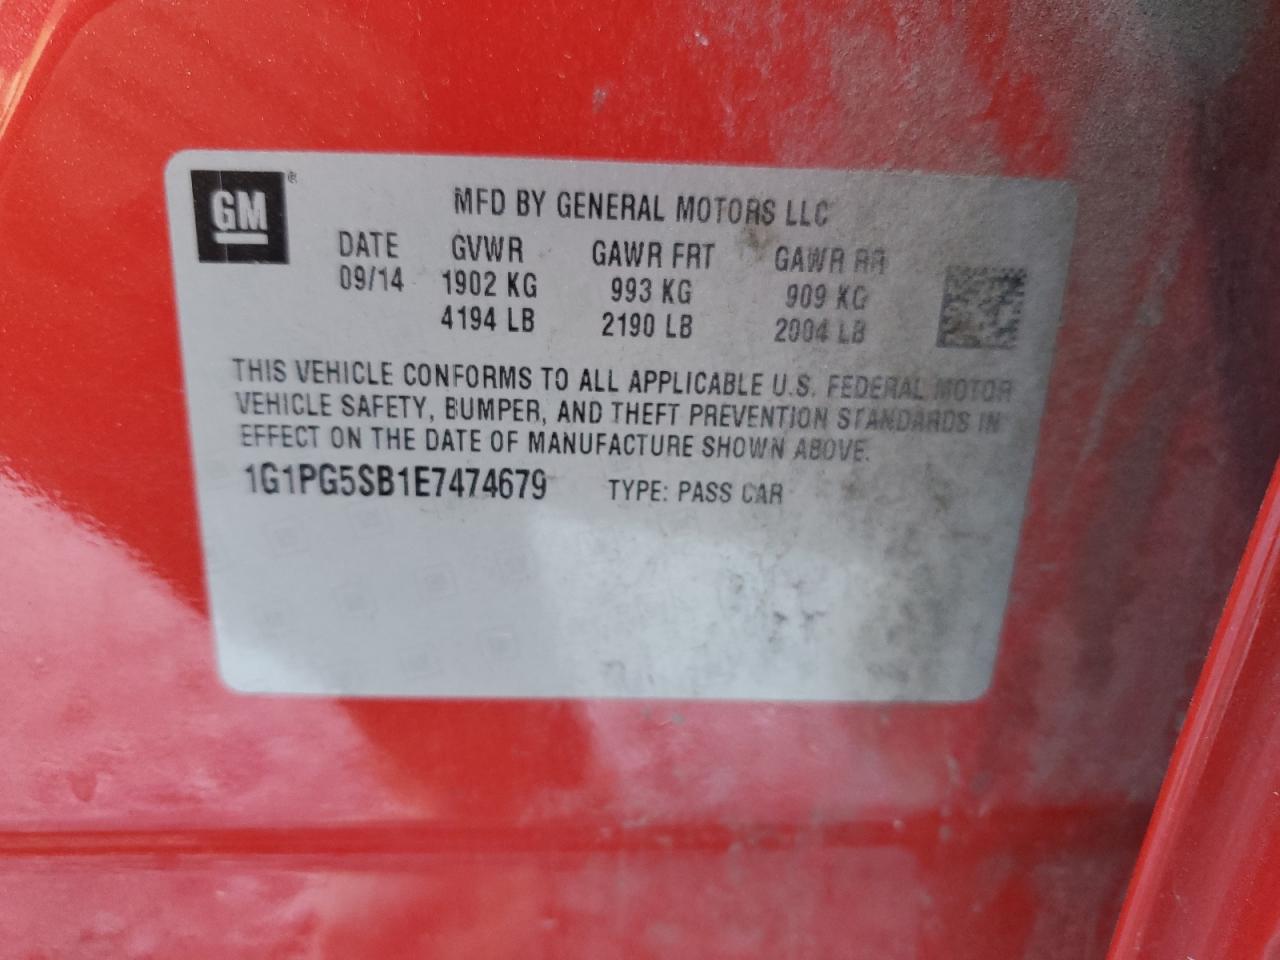 GM®
MFD BY GENERAL MOTORS LLC
DATE GVWR GAWR FRT GAWR RR
09/14 1902 KG 993 KG 909 KG
4194 LB 2190 LB 2004 LB
THIS VEHICLE CONFORMS TO ALL APPLICABLE U.S. FEDERAL MOTOR
VEHICLE SAFETY, BUMPER, AND THEFT PREVENTION STANDARDS IN
EFFECT ON THE DATE OF MANUFACTURE SHOWN ABOVE.
1G1PG5SB1E7474679 TYPE: PASS CAR